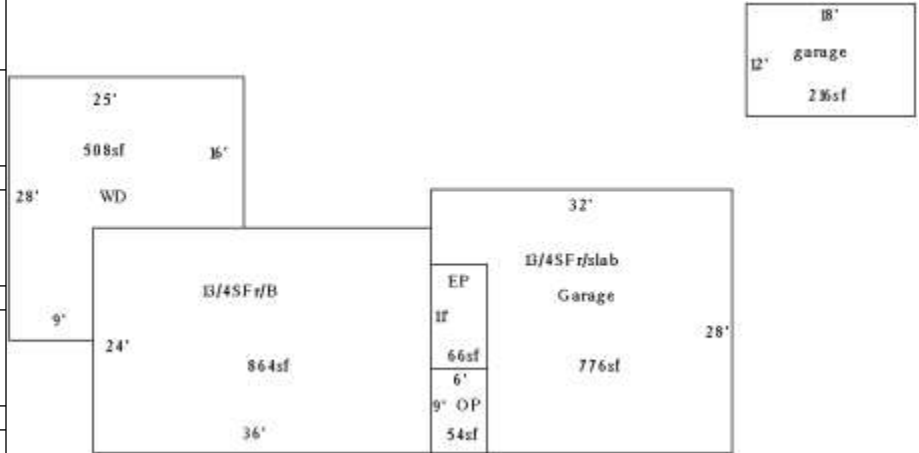 18'
12'
garage
216sf
25'
508sf
16'
28'
WD
9'
32'
13/4SFr/slab
Garage
28'
776sf
13/4SFr/B
24'
864sf
36'
EP
11'
66sf
6'
9' OP
54sf